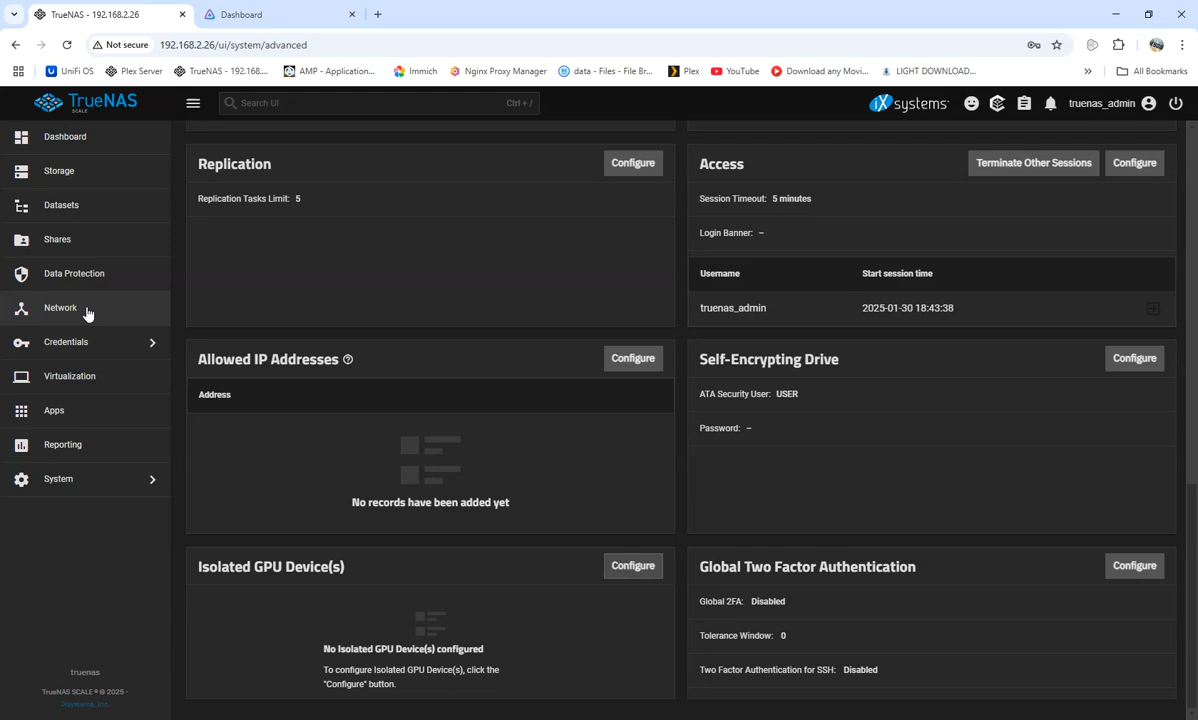 TrueNAS - 192.168.2.26
Dashboard
Not secure
192.168.2.26/ui/system/advanced
UniFi OS
Plex Server
TrueNAS - 192.168....
AMP - Application...
Immich
Nginx Proxy Manager
data - Files - File Br...
Plex
YouTube
Download any Movi...
LIGHT DOWNLOAD...
All Bookmarks
TrueNAS
SCALE
Search UI
Ctrl + /
iXsystems
truenas_admin
Dashboard
Storage
Datasets
Shares
Data Protection
Network
Credentials
Virtualization
Apps
Reporting
System
truenas
TrueNAS SCALE ® © 2025 -
iXsystems, Inc.
Replication
Configure
Replication Tasks Limit: 5
Access
Terminate Other Sessions
Configure
Session Timeout: 5 minutes
Login Banner: –
Username
Start session time
truenas_admin
2025-01-30 18:43:38
Allowed IP Addresses
Configure
Address
No records have been added yet
Self-Encrypting Drive
Configure
ATA Security User: USER
Password: –
Isolated GPU Device(s)
Configure
No Isolated GPU Device(s) configured
To configure Isolated GPU Device(s), click the
"Configure" button.
Global Two Factor Authentication
Configure
Global 2FA: Disabled
Tolerance Window: 0
Two Factor Authentication for SSH: Disabled